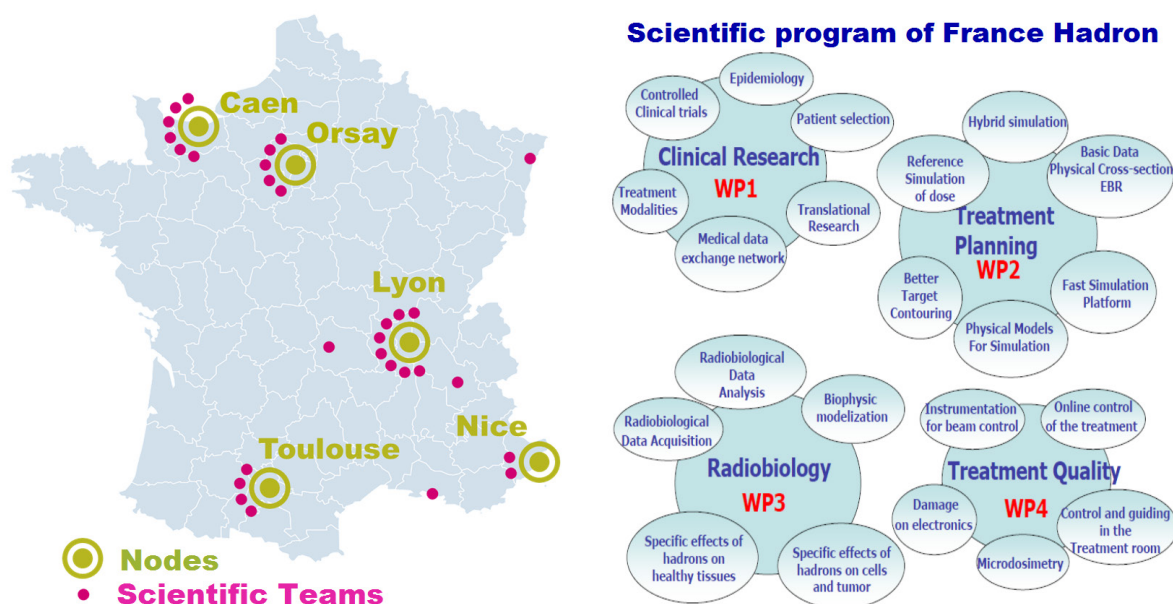 Caen
Orsay
Lyon
Nice
Toulouse
Nodes
Scientific Teams
Scientific program of France Hadron
Epidemiology
Controlled
Clinical trials
Patient selection
Clinical Research
WP1
Treatment
Modalities
Translational
Research
Medical data
exchange network
Hybrid simulation
Reference
Simulation
of dose
Basic Data
Physical Cross-section
EBR
Treatment
Planning
WP2
Better
Target
Contouring
Fast Simulation
Platform
Physical Models
For Simulation
Radiobiological
Data
Analysis
Biophysic
modelization
Radiobiological
Data Acquisition
Radiobiology
WP3
Specific effects of
hadrons on
healthy tissues
Specific effects of
hadrons on cells
and tumor
Instrumentation
for beam control
Online control
of the treatment
Treatment Quality
WP4
Damage
on electronics
Control and guiding
in the
Treatment room
Microdosimetry